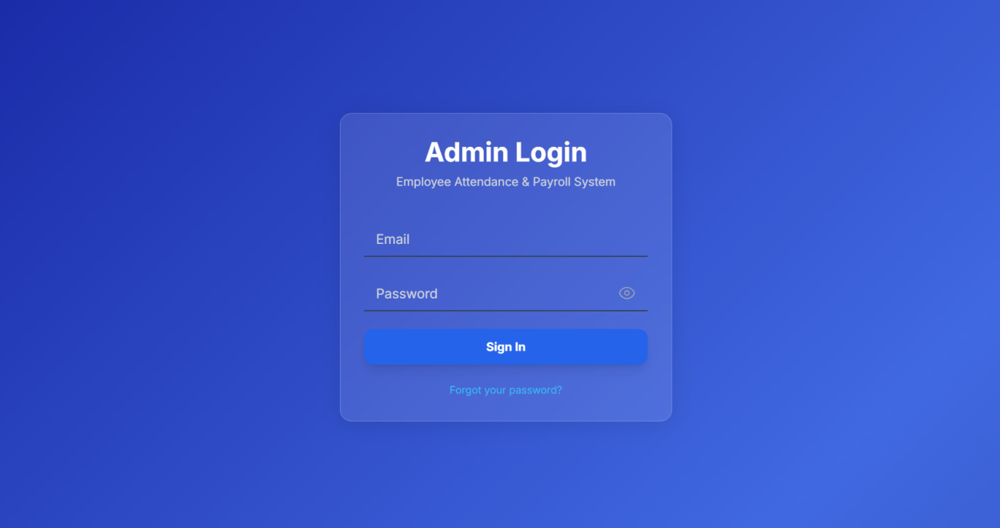 Admin Login
Employee Attendance & Payroll System
Email
Password
Sign In
Forgot your password?